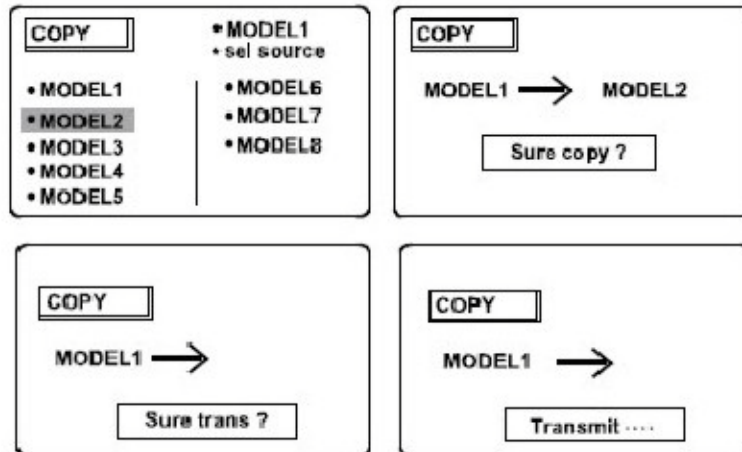 COPY
• MODEL1
• sel source
• MODEL1
• MODEL2
• MODEL3
• MODEL4
• MODEL5
• MODEL6
• MODEL7
• MODEL8
COPY
MODEL1 → MODEL2
Sure copy ?
COPY
MODEL1 →
Sure trans ?
COPY
MODEL1 →
Transmit ····